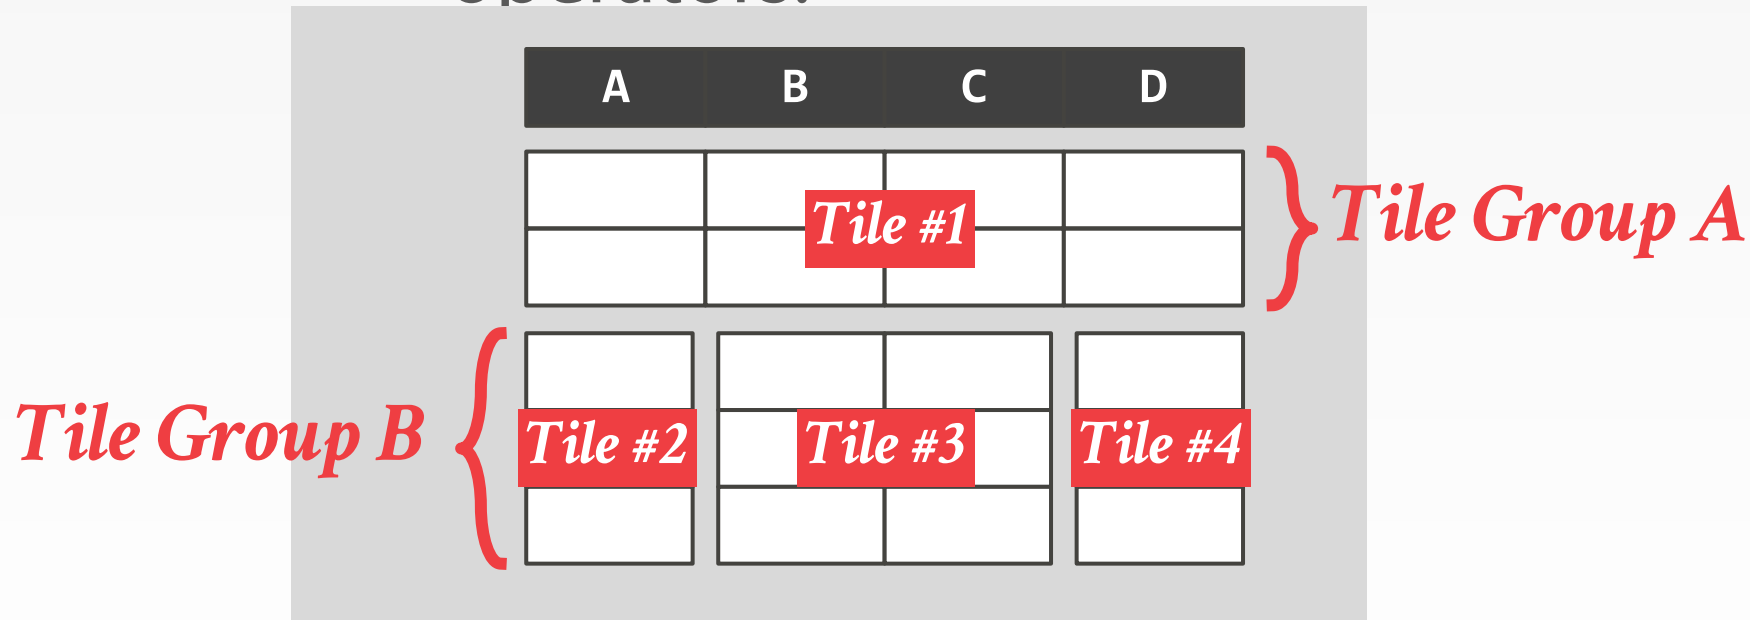 A B C D
Tile #1
Tile Group A
Tile Group B
Tile #2 Tile #3 Tile #4